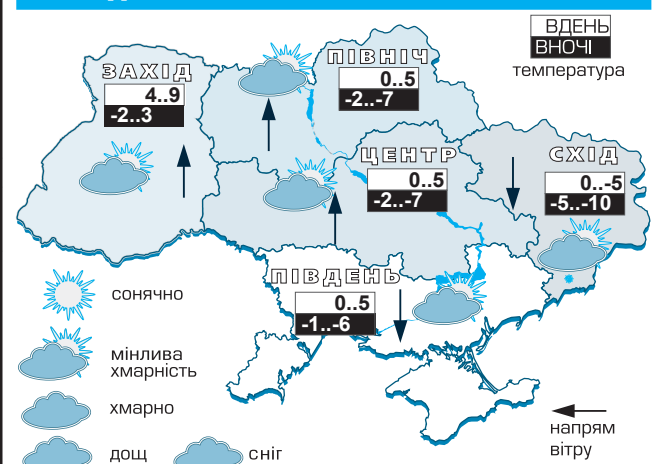 ВДЕНЬ
ВНОЧІ
температура
ЗАХІД
4..9
-2..3
ПІВНІЧ
0..5
-2..-7
ЦЕНТР
0..5
-2..-7
СХІД
0..-5
-5..-10
ПІВДЕНЬ
0..5
-1..-6
сонячно
мінлива
хмарність
хмарно
дощ
сніг
напрям
вітру